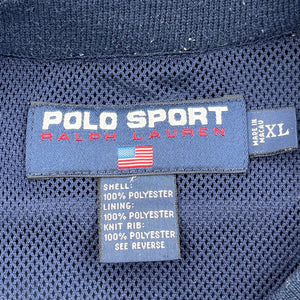 POLO SPORT
RALPH LAUREN
MADE IN
MACAU
XL
SHELL:
100% POLYESTER
LINING:
100% POLYESTER
KNIT RIB:
100% POLYESTER
SEE REVERSE